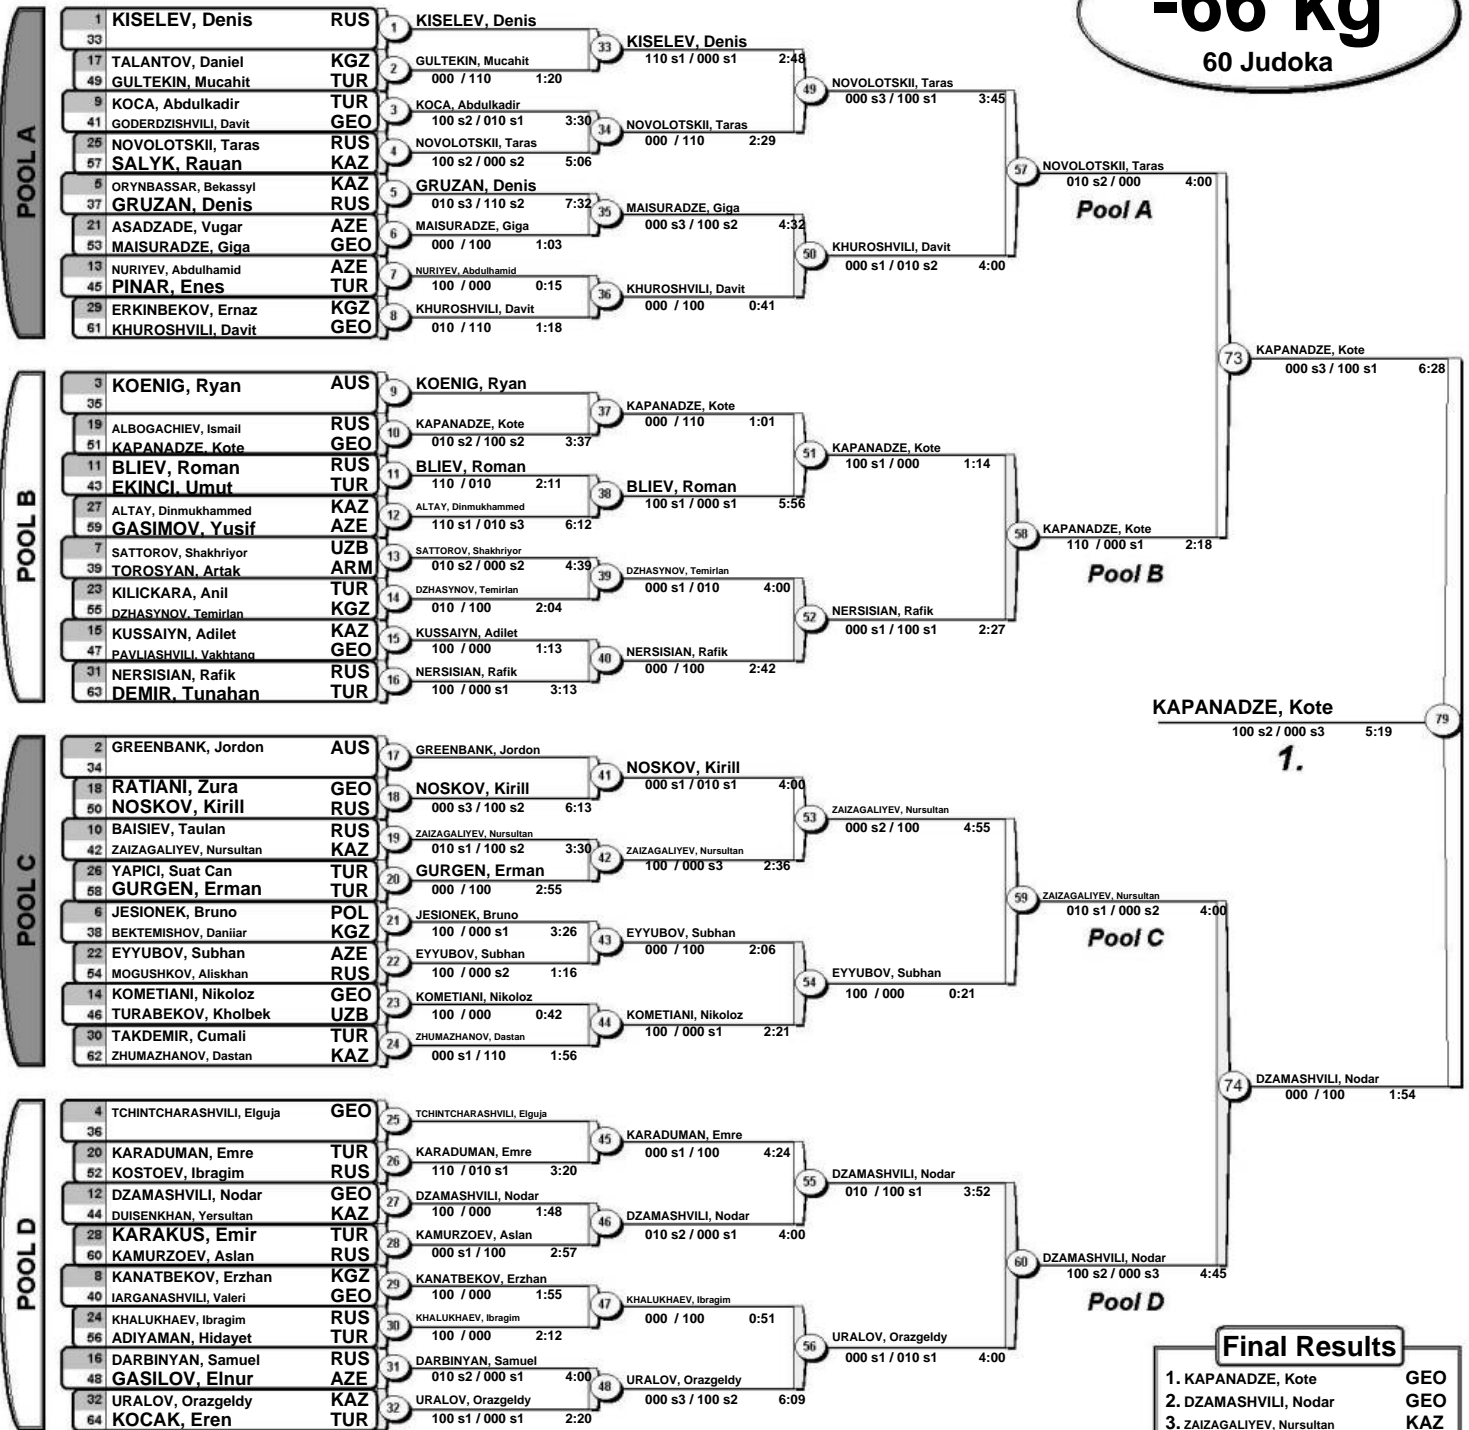 -66 kg
60 Judoka
POOL A
1 KISELEV, Denis RUS
33
17 TALANTOV, Daniel KGZ
49 GULTEKIN, Mucahit TUR
9 KOCA, Abdulkadir TUR
41 GODERDZISHVILI, Davit GEO
25 NOVOLOTSKII, Taras RUS
57 SALYK, Rauan KAZ
5 ORYNBASSAR, Bekassyl KAZ
37 GRUZAN, Denis RUS
21 ASADZADE, Vugar AZE
53 MAISURADZE, Giga GEO
13 NURIYEV, Abdulhamid AZE
45 PINAR, Enes TUR
29 ERKINBEKOV, Ernaz KGZ
61 KHUROSHVILI, Davit GEO
1 KISELEV, Denis
2 GULTEKIN, Mucahit
000 / 110 1:20
3 KOCA, Abdulkadir
100 s2 / 010 s1 3:30
4 NOVOLOTSKII, Taras
100 s2 / 000 s2 5:06
5 GRUZAN, Denis
010 s3 / 110 s2 7:32
6 MAISURADZE, Giga
000 / 100 1:03
7 NURIYEV, Abdulhamid
100 / 000 0:15
8 KHUROSHVILI, Davit
010 / 110 1:18
33 KISELEV, Denis
110 s1 / 000 s1 2:48
34 NOVOLOTSKII, Taras
000 / 110 2:29
35 MAISURADZE, Giga
000 s3 / 100 s2 4:32
36 KHUROSHVILI, Davit
000 / 100 0:41
49 NOVOLOTSKII, Taras
000 s3 / 100 s1 3:45
50 KHUROSHVILI, Davit
000 s1 / 010 s2 4:00
57 NOVOLOTSKII, Taras
010 s2 / 000 4:00
Pool A
POOL B
3 KOENIG, Ryan AUS
35
19 ALBOGACHIEV, Ismail RUS
51 KAPANADZE, Kote GEO
11 BLIEV, Roman RUS
43 EKINCI, Umut TUR
27 ALTAY, Dinmukhammed KAZ
59 GASIMOV, Yusif AZE
7 SATTOROV, Shakhriyor UZB
39 TOROSYAN, Artak ARM
23 KILICKARA, Anil TUR
55 DZHASYNOV, Temirlan KGZ
15 KUSSAIYN, Adilet KAZ
47 PAVLIASHVILI, Vakhtang GEO
31 NERSISIAN, Rafik RUS
63 DEMIR, Tunahan TUR
9 KOENIG, Ryan
10 KAPANADZE, Kote
010 s2 / 100 s2 3:37
11 BLIEV, Roman
110 / 010 2:11
12 ALTAY, Dinmukhammed
110 s1 / 010 s3 6:12
13 SATTOROV, Shakhriyor
010 s2 / 000 s2 4:39
14 DZHASYNOV, Temirlan
010 / 100 2:04
15 KUSSAIYN, Adilet
100 / 000 1:13
16 NERSISIAN, Rafik
100 / 000 s1 3:13
37 KAPANADZE, Kote
000 / 110 1:01
38 BLIEV, Roman
100 s1 / 000 s1 5:56
39 DZHASYNOV, Temirlan
000 s1 / 010 4:00
40 NERSISIAN, Rafik
000 / 100 2:42
51 KAPANADZE, Kote
100 s1 / 000 1:14
52 NERSISIAN, Rafik
000 s1 / 100 s1 2:27
58 KAPANADZE, Kote
110 / 000 s1 2:18
Pool B
73 KAPANADZE, Kote
000 s3 / 100 s1 6:28
KAPANADZE, Kote 79
100 s2 / 000 s3 5:19
1.
POOL C
2 GREENBANK, Jordon AUS
34
18 RATIANI, Zura GEO
50 NOSKOV, Kirill RUS
10 BAISIEV, Taulan RUS
42 ZAIZAGALIYEV, Nursultan KAZ
26 YAPICI, Suat Can TUR
58 GURGEN, Erman TUR
6 JESIONEK, Bruno POL
38 BEKTEMISHOV, Daniiar KGZ
22 EYYUBOV, Subhan AZE
54 MOGUSHKOV, Aliskhan RUS
14 KOMETIANI, Nikoloz GEO
46 TURABEKOV, Kholbek UZB
30 TAKDEMIR, Cumali TUR
62 ZHUMAZHANOV, Dastan KAZ
17 GREENBANK, Jordon
18 NOSKOV, Kirill
000 s3 / 100 s2 6:13
19 ZAIZAGALIYEV, Nursultan
010 s1 / 100 s2 3:30
20 GURGEN, Erman
000 / 100 2:55
21 JESIONEK, Bruno
100 / 000 s1 3:26
22 EYYUBOV, Subhan
100 / 000 s2 1:16
23 KOMETIANI, Nikoloz
100 / 000 0:42
24 ZHUMAZHANOV, Dastan
000 s1 / 110 1:56
41 NOSKOV, Kirill
000 s1 / 010 s1 4:00
42 ZAIZAGALIYEV, Nursultan
100 / 000 s3 2:36
43 EYYUBOV, Subhan
000 / 100 2:06
44 KOMETIANI, Nikoloz
100 / 000 s1 2:21
53 ZAIZAGALIYEV, Nursultan
000 s2 / 100 4:55
54 EYYUBOV, Subhan
100 / 000 0:21
59 ZAIZAGALIYEV, Nursultan
010 s1 / 000 s2 4:00
Pool C
POOL D
4 TCHINTCHARASHVILI, Elguja GEO
36
20 KARADUMAN, Emre TUR
52 KOSTOEV, Ibragim RUS
12 DZAMASHVILI, Nodar GEO
44 DUISENKHAN, Yersultan KAZ
28 KARAKUS, Emir TUR
60 KAMURZOEV, Aslan RUS
8 KANATBEKOV, Erzhan KGZ
40 IARGANASHVILI, Valeri GEO
24 KHALUKHAEV, Ibragim RUS
56 ADIYAMAN, Hidayet TUR
16 DARBINYAN, Samuel RUS
48 GASILOV, Elnur AZE
32 URALOV, Orazgeldy KAZ
64 KOCAK, Eren TUR
25 TCHINTCHARASHVILI, Elguja
26 KARADUMAN, Emre
110 / 010 s1 3:20
27 DZAMASHVILI, Nodar
100 / 000 1:48
28 KAMURZOEV, Aslan
000 s1 / 100 2:57
29 KANATBEKOV, Erzhan
100 / 000 1:55
30 KHALUKHAEV, Ibragim
100 / 000 2:12
31 DARBINYAN, Samuel
010 s2 / 000 s1 4:00
32 URALOV, Orazgeldy
100 s1 / 000 s1 2:20
45 KARADUMAN, Emre
000 s1 / 100 4:24
46 DZAMASHVILI, Nodar
010 s2 / 000 s1 4:00
47 KHALUKHAEV, Ibragim
000 / 100 0:51
48 URALOV, Orazgeldy
000 s3 / 100 s2 6:09
55 DZAMASHVILI, Nodar
010 / 100 s1 3:52
56 URALOV, Orazgeldy
000 s1 / 010 s1 4:00
60 DZAMASHVILI, Nodar
100 s2 / 000 s3 4:45
Pool D
74 DZAMASHVILI, Nodar
000 / 100 1:54
Final Results
1. KAPANADZE, Kote GEO
2. DZAMASHVILI, Nodar GEO
3. ZAIZAGALIYEV, Nursultan KAZ